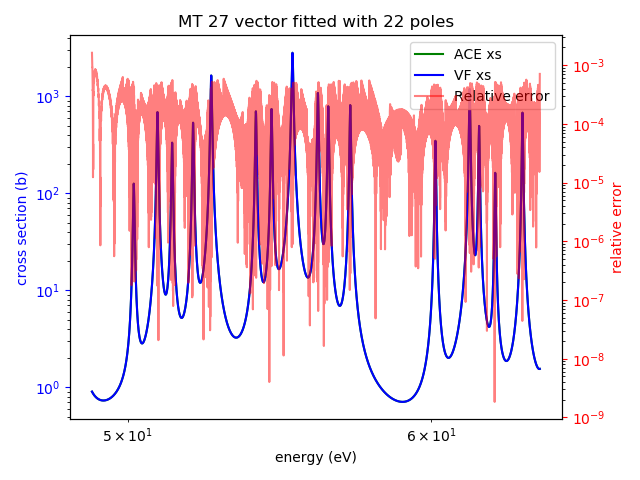 MT 27 vector fitted with 22 poles
ACE xs
VF xs
Relative error
cross section (b)
10³
10²
10¹
10⁰
relative error
10⁻³
10⁻⁴
10⁻⁵
10⁻⁶
10⁻⁷
10⁻⁸
10⁻⁹
5 × 10¹
6 × 10¹
energy (eV)